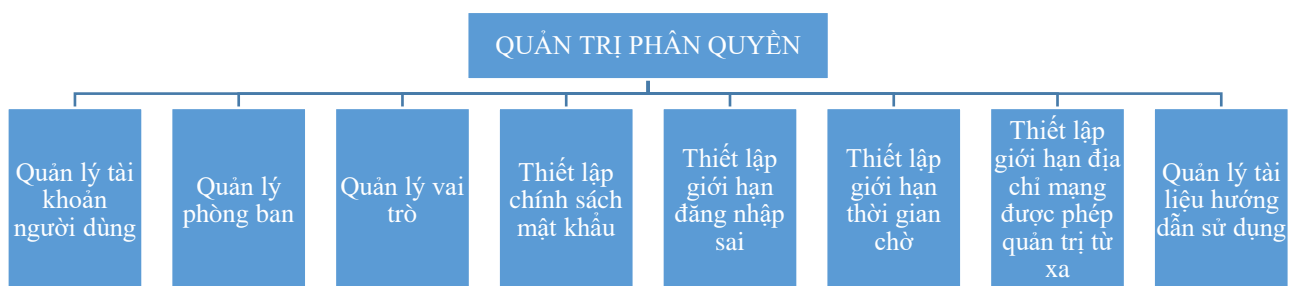 QUẢN TRỊ PHÂN QUYỀN
Quản lý tài
khoản
người dùng
Quản lý
phòng ban
Quản lý vai
trò
Thiết lập
chính sách
mật khẩu
Thiết lập
giới hạn
đăng nhập
sai
Thiết lập
giới hạn
thời gian
chờ
Thiết lập
giới hạn địa
chỉ mạng
được phép
quản trị từ
xa
Quản lý tài
liệu hướng
dẫn sử dụng